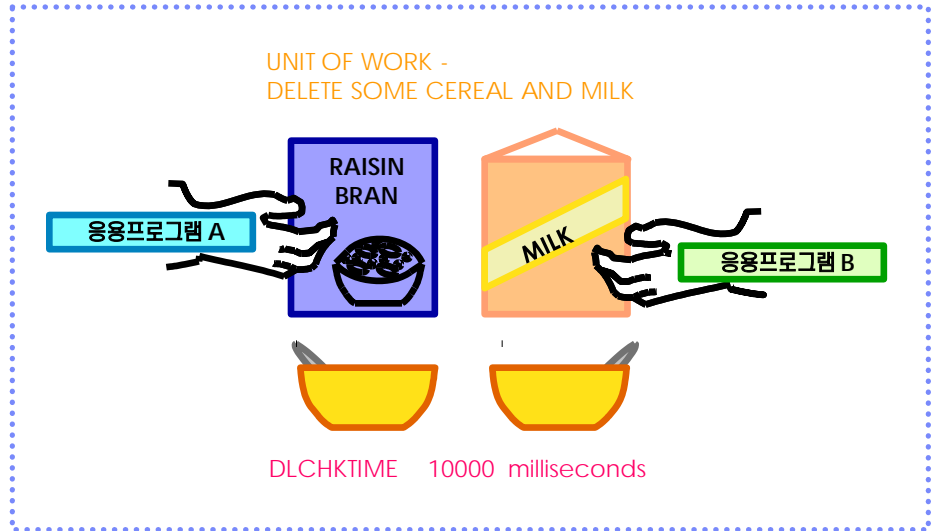 UNIT OF WORK -
DELETE SOME CEREAL AND MILK
RAISIN
BRAN
MILK
응용프로그램 A
응용프로그램 B
DLCHKTIME 10000 milliseconds